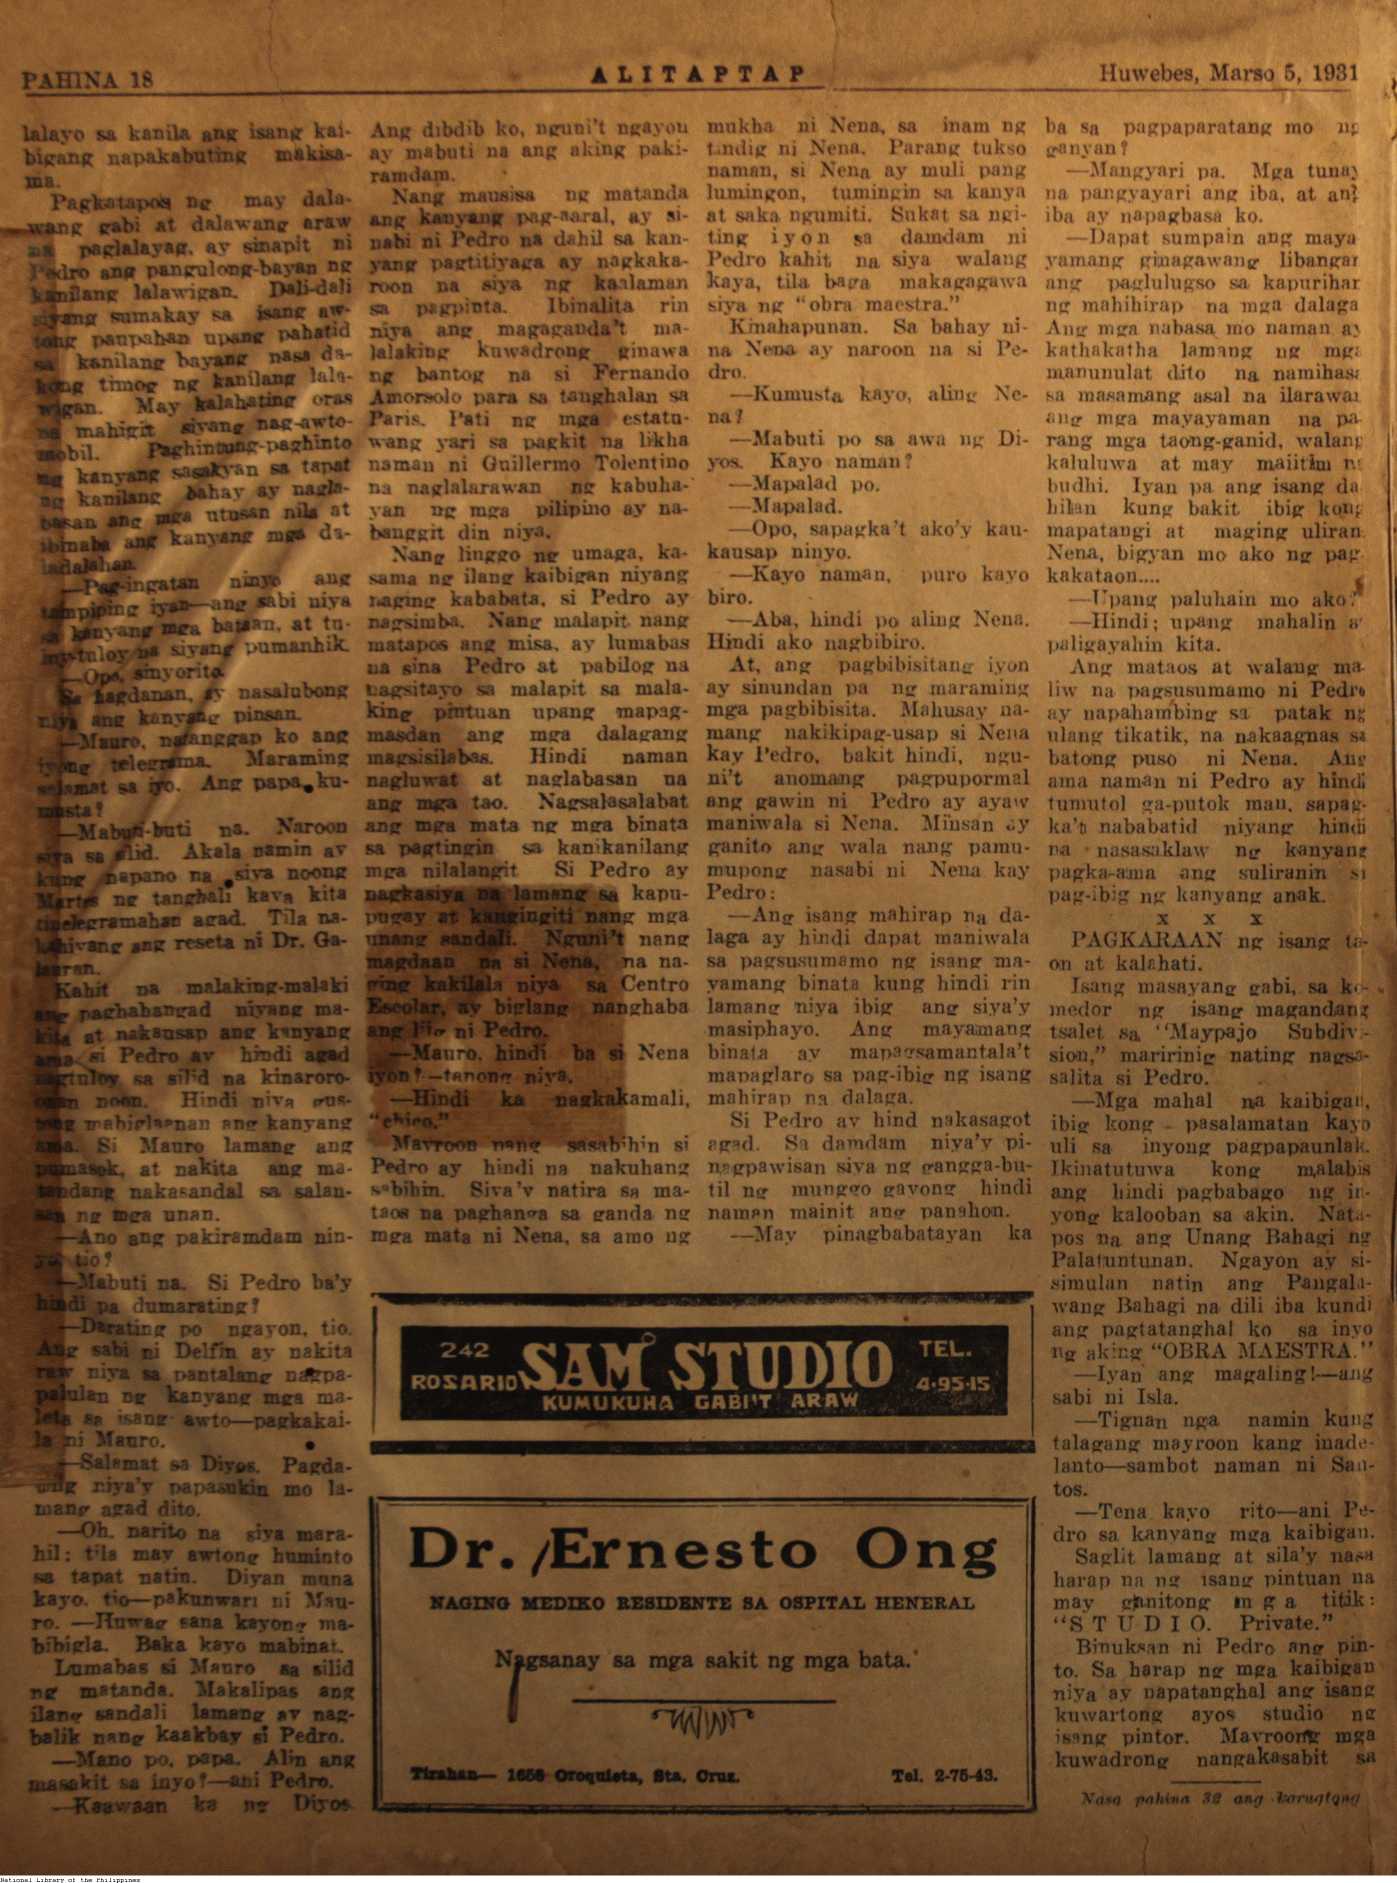 PAHINA 18
ALITAPTAP
Huwebes, Marso 5, 1931
lalayo sa kanila ang isang kai-
bigang napakabuting makisa-
ma.
Pagkatapos ng may dala-
wang gabi at dalawang araw
na paglalayag, ay sinapit ni
Pedro ang pangulong-bayan ng
kanilang lalawigan. Dali-dali
siyang sumakay sa isang aw-
tong paupahan upang pahatid
sa kanilang bayang nasa da-
kong timog ng kanilang lala-
wigan. May kalahating oras
na mahigit siyang nag-awto-
mobil. Paghintung-paghinto
ng kanyang sasakyan sa tapat
ng kanilang bahay ay nagla-
basan ang mga utusan nila at
ibinaba ang kanyang mga da-
ladalahan.
—Pag-ingatan ninyo ang
tampiping iyan—ang sabi niya
sa kanyang mga bataan, at tu-
loy-tuloy na siyang pumanhik.
—Opo, sinyorito.
Sa hagdanan, ay nasalubong
niya ang kanyang pinsan.
—Mauro, natanggap ko ang
iyong telegrama. Maraming
selamat sa iyo. Ang papa, ku-
musta?
—Mabuti-buti na. Naroon
siya sa silid. Akala namin ay
kung napano na siya noong
Martes ng tanghali kaya kita
tinelegramahan agad. Tila na-
kahiyang ang reseta ni Dr. Ga-
Kahit na malaking-malaki
ang paghahangad niyang ma-
kita at nakausap ang kanyang
ama, si Pedro ay hindi agad
nagtuloy sa silid na kinaroro-
onan noon. Hindi niya gus-
tong mabiglaanan ang kanyang
ama. Si Mauro lamang ang
pumasok, at nakita ang ma-
tandang nakasandal sa salan-
san ng mga unan.
—Ano ang pakiramdam nin-
yo, tio?
—Mabuti na. Si Pedro ba'y
hindi pa dumarating?
—Darating po ngayon, tio.
Ang sabi ni Delfin ay nakita
raw niya sa pantalang nagpa-
palulan ng kanyang mga ma-
leta sa isang awto—pagkakai-
la ni Mauro.
—Salamat sa Diyos. Pagda-
ting niya'y papasukin mo la-
mang agad dito.
—Oh, narito na siya mara-
hil; tila may awtong huminto
sa tapat natin. Diyan muna
kayo, tio—pakunwari ni Mau-
ro. —Huwag sana kayong ma-
bibigla. Baka kayo mabinat.
Lumabas si Mauro sa silid
ng matanda. Makalipas ang
ilang sandali lamang ay nag-
balik nang kaakbay si Pedro.
—Mano po, papa. Alin ang
masakit sa inyo?—ani Pedro.
—Kaawaan ka ng Diyos
Ang dibdib ko, nguni't ngayon
ay mabuti na ang aking paki-
ramdam.
Nang mausisa ng matanda
ang kanyang pag-aaral, ay si-
nabi ni Pedro na dahil sa kan-
yang pagtitiyaga ay nagkaka-
roon na siya ng kaalaman
sa pagpinta. Ibinalita rin
niya ang magaganda't ma-
lalaking kuwadrong ginawa
ng bantog na si Fernando
Amorsolo para sa tanghalan sa
Paris. Pati ng mga estatu-
wang yari sa pagkit na likha
naman ni Guillermo Tolentino
na naglalarawan ng kabuha-
yan ng mga pilipino ay na-
banggit din niya.
Nang linggo ng umaga, ka-
sama ng ilang kaibigan niyang
naging kababata, si Pedro ay
nagsimba. Nang malapit nang
matapos ang misa, ay lumabas
na sina Pedro at pabilog na
nagsitayo sa malapit sa mala-
king pintuan upang mapag-
masdan ang mga dalagang
magsisilabas. Hindi naman
nagluwat at naglabasan na
ang mga tao. Nagsalasalabat
ang mga mata ng mga binata
sa pagtingin sa kanikanilang
mga nilalangit Si Pedro ay
nagkasiya na lamang sa kapu-
pugay at kangingiti nang mga
unang sandali. Nguni't nang
magdaan na si Nena, na na-
ging kakilala niya sa Centro
Escolar, ay biglang nanghaba
ang liig ni Pedro.
—Mauro, hindi ba si Nena
iyon?—tanong niya.
—Hindi ka nagkakamali,
"chico."
Mayroon pang sasabihin si
Pedro ay hindi na nakuhang
sabihin. Siya'y natira sa ma-
taos na paghanga sa ganda ng
mga mata ni Nena, sa amo ng
mukha ni Nena, sa inam ng
tindig ni Nena. Parang tukso
naman, si Nena ay muli pang
lumingon, tumingin sa kanya
at saka ngumiti. Sukat sa ngi-
ting iyon sa damdam ni
Pedro kahit na siya walang
kaya, tila baga makagagawa
siya ng "obra maestra."
Kinahapunan. Sa bahay ni-
na Nena ay naroon na si Pe-
dro.
—Kumusta kayo, aling Ne-
na?
—Mabuti po sa awa ng Di-
yos. Kayo naman?
—Mapalad po.
—Mapalad.
—Opo, sapagka't ako'y kau-
kausap ninyo.
—Kayo naman, puro kayo
biro.
—Aba, hindi po aling Nena.
Hindi ako nagbibiro.
At, ang pagbibisitang iyon
ay sinundan pa ng maraming
mga pagbibisita. Mahusay na-
mang nakikipag-usap si Nena
kay Pedro, bakit hindi, ngu-
ni't anomang pagpupormal
ang gawin ni Pedro ay ayaw
maniwala si Nena. Minsan ay
ganito ang wala nang pamu-
mupong nasabi ni Nena kay
Pedro:
—Ang isang mahirap na da-
laga ay hindi dapat maniwala
sa pagsusumamo ng isang ma-
yamang binata kung hindi rin
lamang niya ibig ang siya'y
masiphayo. Ang mayamang
binata ay mapagsamantala't
mapaglaro sa pag-ibig ng isang
mahirap na dalaga.
Si Pedro ay hind nakasagot
agad. Sa damdam niya'y pi-
nagpawisan siya ng gangga-bu-
til ng munggo gayong hindi
naman mainit ang panahon.
—May pinagbabatayan ka
ba sa pagpaparatang mo ng
ganyan?
—Mangyari pa. Mga tunay
na pangyayari ang iba, at ang
iba ay napagbasa ko.
—Dapat sumpain ang maya
yamang ginagawang libangan
ang paglulugso sa kapurihan
ng mahihirap na mga dalaga
Ang mga nabasa mo naman ay
kathakatha lamang ng mga
manunulat dito na namihasa
sa masamang asal na ilarawan
ang mga mayayaman na pa-
rang mga taong-ganid, walang
kaluluwa at may maiitim na
budhi. Iyan pa ang isang da
hilan kung bakit ibig kong
mapatangi at maging uliran.
Nena, bigyan mo ako ng pag-
kakataon....
—Upang paluhain mo ako?
—Hindi; upang mahalin at
paligayahin kita.
Ang mataos at walang ma-
liw na pagsusumamo ni Pedro
ay napahambing sa patak ng
ulang tikatik, na nakaagnas sa
batong puso ni Nena. Ang
ama naman ni Pedro ay hindi
tumutol ga-putok man, sapag-
ka't nababatid niyang hindi
na nasasaklaw ng kanyang
pagka-ama ang suliranin sa
pag-ibig ng kanyang anak.
x x x
PAGKARAAN ng isang ta-
on at kalahati.
Isang masayang gabi, sa ko-
medor ng isang magandang
tsalet sa "Maypajo Subdivi-
sion," maririnig nating nagsa-
salita si Pedro.
—Mga mahal na kaibigan,
ibig kong pasalamatan kayo
uli sa inyong pagpapaunlak.
Ikinatutuwa kong malabis
ang hindi pagbabago ng in-
yong kalooban sa akin. Nata-
pos na ang Unang Bahagi ng
Palatuntunan. Ngayon ay si-
simulan natin ang Pangala-
wang Bahagi na dili iba kundi
ang pagtatanghal ko sa inyo
ng aking "OBRA MAESTRA."
—Iyan ang magaling!—ang
sabi ni Isla.
—Tignan nga namin kung
talagang mayroon kang inade-
lanto—sambot naman ni San-
tos.
—Tena kayo rito—ani Pe-
dro sa kanyang mga kaibigan.
Saglit lamang at sila'y nasa
harap na ng isang pintuan na
may ganitong mga titik:
"STUDIO. Private."
Binuksan ni Pedro ang pin-
to. Sa harap ng mga kaibigan
niya ay napatanghal ang isang
kuwartong ayos studio ng
isang pintor. Mayroong mga
kuwadrong nangakasabit sa
Nasa pahina 32 ang karugtong
242
ROSARIO
SAM STUDIO
TEL.
4-95-15
KUMUKUHA GABI'T ARAW
Dr. Ernesto Ong
NAGING MEDIKO RESIDENTE SA OSPITAL HENERAL
Nagsanay sa mga sakit ng mga bata.
Tirahan— 1656 Oroquieta, Sta. Cruz.
Tel. 2-75-43.
National Library of the Philippines